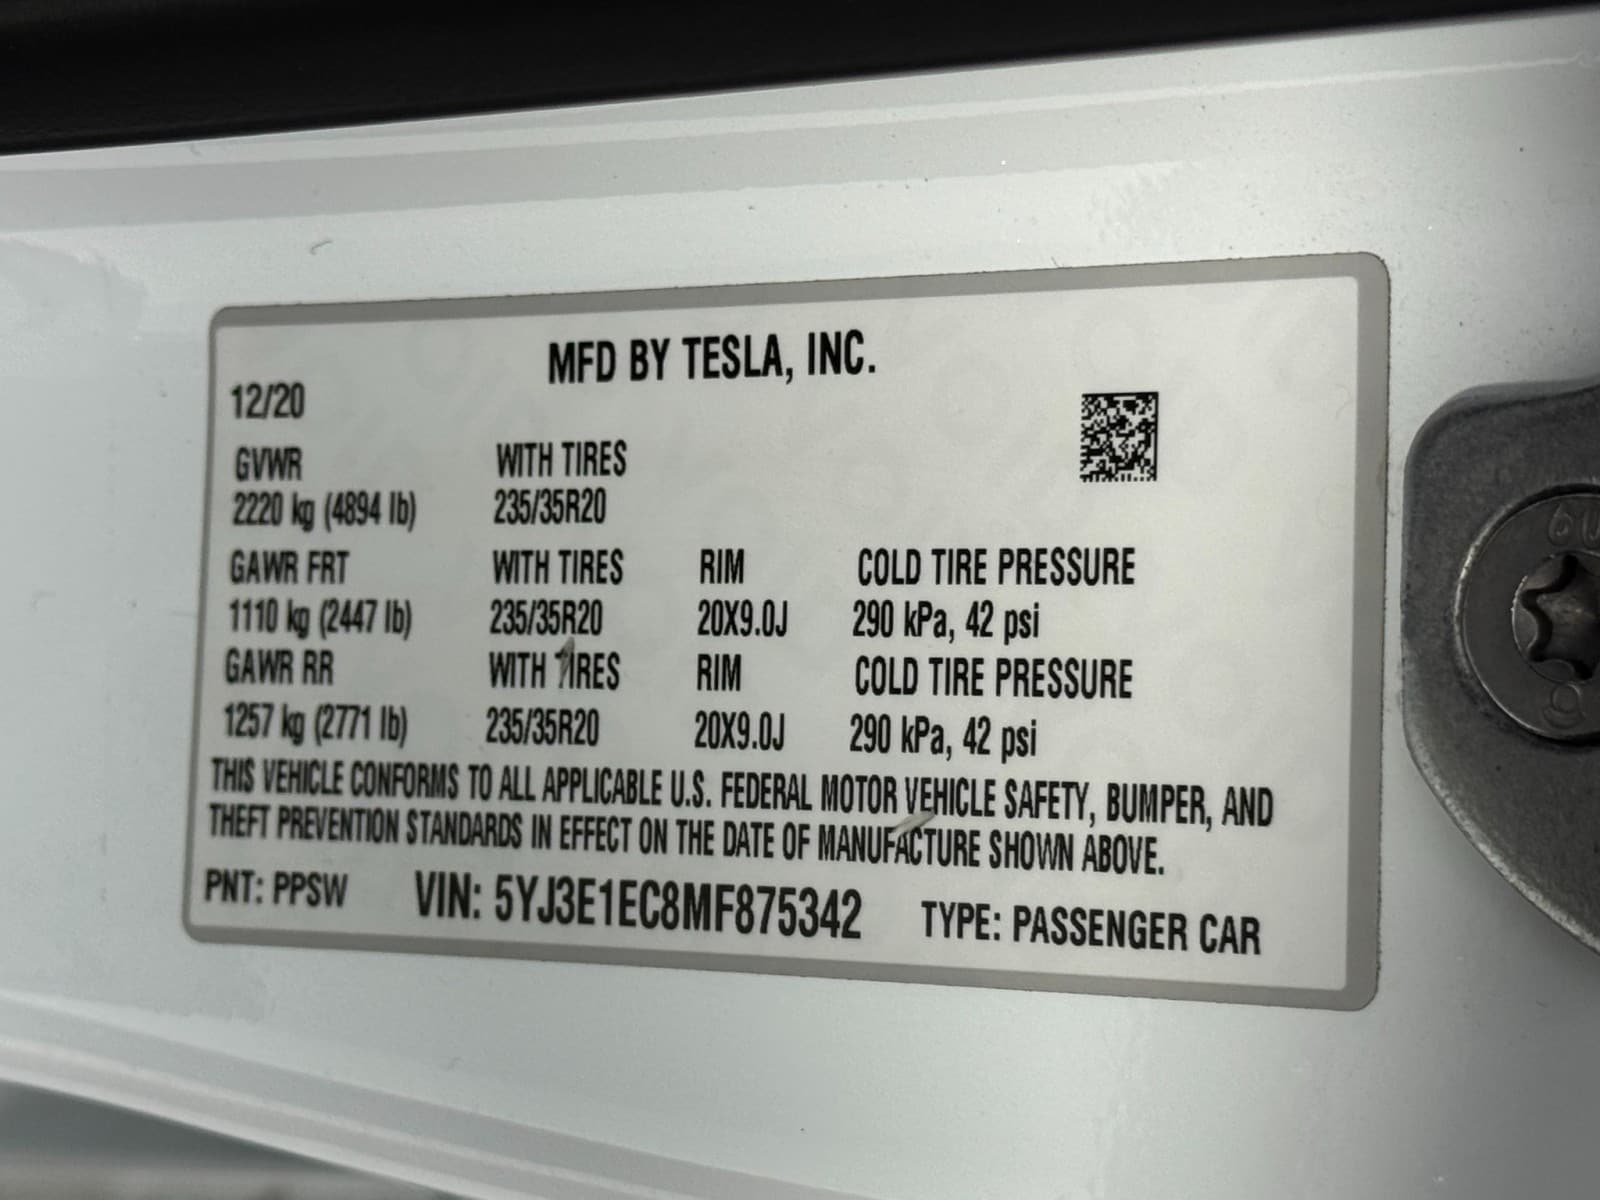 MFD BY TESLA, INC.
12/20
GVWR WITH TIRES
2220 kg (4894 lb) 235/35R20
GAWR FRT WITH TIRES RIM COLD TIRE PRESSURE
1110 kg (2447 lb) 235/35R20 20X9.0J 290 kPa, 42 psi
GAWR RR WITH TIRES RIM COLD TIRE PRESSURE
1257 kg (2771 lb) 235/35R20 20X9.0J 290 kPa, 42 psi
THIS VEHICLE CONFORMS TO ALL APPLICABLE U.S. FEDERAL MOTOR VEHICLE SAFETY, BUMPER, AND
THEFT PREVENTION STANDARDS IN EFFECT ON THE DATE OF MANUFACTURE SHOWN ABOVE.
PNT: PPSW VIN: 5YJ3E1EC8MF875342 TYPE: PASSENGER CAR